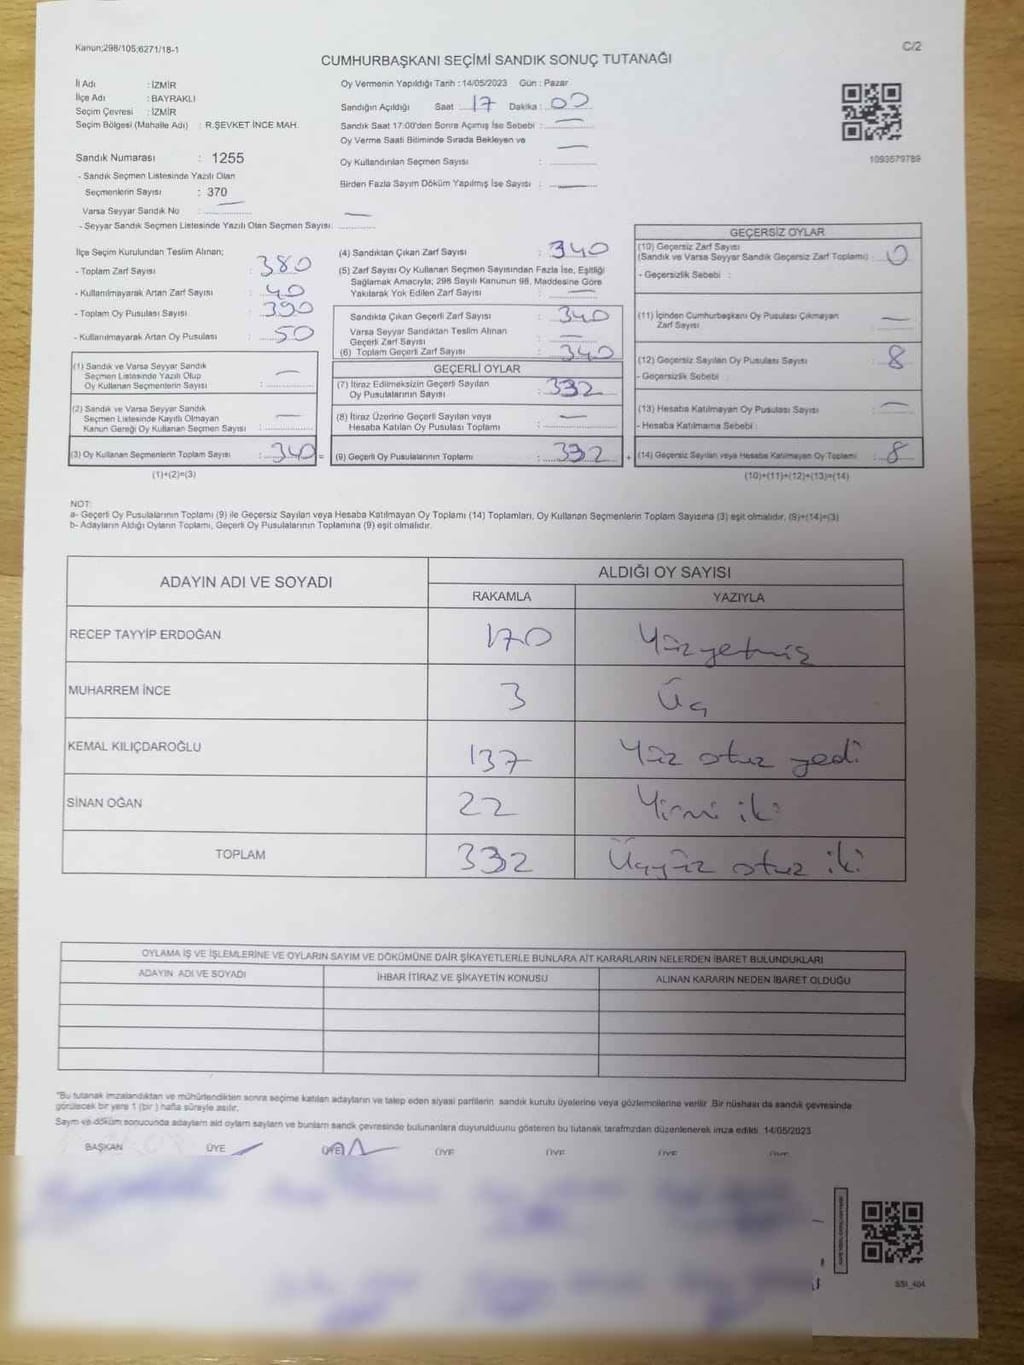 Kanun;298/105;6271/18-1
C/2
CUMHURBAŞKANI SEÇİMİ SANDIK SONUÇ TUTANAĞI
İl Adı : İZMİR
İlçe Adı : BAYRAKLI
Seçim Çevresi : İZMİR
Seçim Bölgesi (Mahalle Adı) : R.ŞEVKET İNCE MAH.
Sandık Numarası : 1255
- Sandık Seçmen Listesinde Yazılı Olan
Seçmenlerin Sayısı : 370
Varsa Seyyar Sandık No : —
- Seyyar Sandık Seçmen Listesinde Yazılı Olan Seçmen Sayısı: —
Oy Vermenin Yapıldığı Tarih : 14/05/2023 Gün : Pazar
Sandığın Açıldığı Saat : 17 Dakika : 00
Sandık Saat 17:00'den Sonra Açılmış İse Sebebi : —
Oy Verme Saati Bitiminde Sırada Bekleyen ve
Oy Kullandırılan Seçmen Sayısı : —
Birden Fazla Sayım Döküm Yapılmış İse Sayısı : —
1093679789
İlçe Seçim Kurulundan Teslim Alınan;
- Toplam Zarf Sayısı : 380
- Kullanılmayarak Artan Zarf Sayısı : 40
- Toplam Oy Pusulası Sayısı : 390
- Kullanılmayarak Artan Oy Pusulası : 50
(1) Sandık ve Varsa Seyyar Sandık
Seçmen Listesinde Yazılı Olup
Oy Kullanan Seçmenlerin Sayısı : —
(2) Sandık ve Varsa Seyyar Sandık
Seçmen Listesinde Kayıtlı Olmayan
Kanun Gereği Oy Kullanan Seçmen Sayısı : —
(3) Oy Kullanan Seçmenlerin Toplam Sayısı : 340 =
(1)+(2)=(3)
(4) Sandıktan Çıkan Zarf Sayısı : 340
(5) Zarf Sayısı Oy Kullanan Seçmen Sayısından Fazla İse, Eşitliği
Sağlamak Amacıyla; 298 Sayılı Kanunun 98. Maddesine Göre
Yakılarak Yok Edilen Zarf Sayısı : —
Sandıkta Çıkan Geçerli Zarf Sayısı : 340
Varsa Seyyar Sandıktan Teslim Alınan
Geçerli Zarf Sayısı : —
(6) Toplam Geçerli Zarf Sayısı : 340
GEÇERLİ OYLAR
(7) İtiraz Edilmeksizin Geçerli Sayılan
Oy Pusulalarının Sayısı : 332
(8) İtiraz Üzerine Geçerli Sayılan veya
Hesaba Katılan Oy Pusulası Toplamı : —
(9) Geçerli Oy Pusulalarının Toplamı : 332 +
GEÇERSİZ OYLAR
(10) Geçersiz Zarf Sayısı
(Sandık ve Varsa Seyyar Sandık Geçersiz Zarf Toplamı) : 0
- Geçersizlik Sebebi :
(11) İçinden Cumhurbaşkanı Oy Pusulası Çıkmayan
Zarf Sayısı : —
(12) Geçersiz Sayılan Oy Pusulası Sayısı : 8
- Geçersizlik Sebebi :
(13) Hesaba Katılmayan Oy Pusulası Sayısı : —
- Hesaba Katılmama Sebebi :
(14) Geçersiz Sayılan veya Hesaba Katılmayan Oy Toplamı : 8
(10)+(11)+(12)+(13)=(14)
NOT:
a- Geçerli Oy Pusulalarının Toplamı (9) ile Geçersiz Sayılan veya Hesaba Katılmayan Oy Toplamı (14) Toplamları, Oy Kullanan Seçmenlerin Toplam Sayısına (3) eşit olmalıdır. (9)+(14)=(3)
b- Adayların Aldığı Oyların Toplamı, Geçerli Oy Pusulalarının Toplamına (9) eşit olmalıdır.
ADAYIN ADI VE SOYADI ALDIĞI OY SAYISI
RAKAMLA YAZIYLA
RECEP TAYYİP ERDOĞAN 170 Yüzyetmiş
MUHARREM İNCE 3 Üç
KEMAL KILIÇDAROĞLU 137 Yüz otuz yedi
SİNAN OĞAN 22 Yirmi iki
TOPLAM 332 Üçyüz otuz iki
OYLAMA İŞ VE İŞLEMLERİNE VE OYLARIN SAYIM VE DÖKÜMÜNE DAİR ŞİKAYETLERLE BUNLARA AİT KARARLARIN NELERDEN İBARET BULUNDUKLARI
ADAYIN ADI VE SOYADI İHBAR İTİRAZ VE ŞİKAYETİN KONUSU ALINAN KARARIN NEDEN İBARET OLDUĞU
"Bu tutanak imzalandıktan ve mühürlendikten sonra seçime katılan adayların ve talep eden siyasi partilerin sandık kurulu üyelerine veya gözlemcilerine verilir. Bir nüshası da sandık çevresinde
görülecek bir yere 1 (bir ) hafta süreyle asılır.
Sayım ve döküm sonucunda adayların aldı oyların sayıları ve bunların sandık çevresinde bulunanlara duyurulduğunu gösteren bu tutanak tarafımızdan düzenlenerek imza edildi. 14/05/2023
BAŞKAN ÜYE ÜYE ÜYE ÜYE ÜYE ÜYE
SSI_404